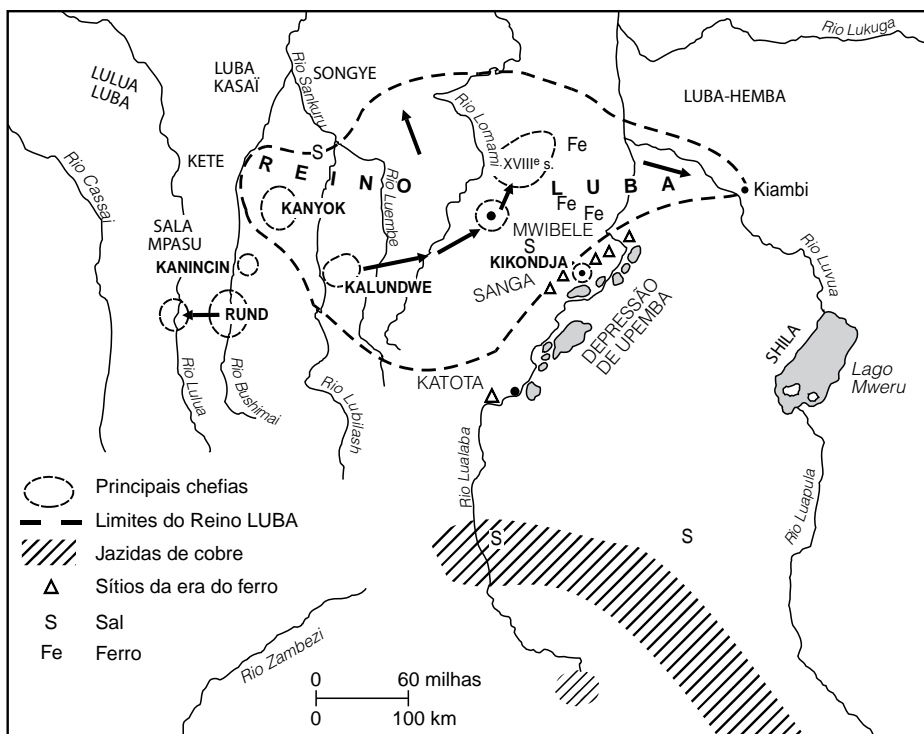 Rio Lukuga
LULUA
LUBA
LUBA
KASAÏ
SONGYE
Rio Sankuru
LUBA-HEMBA
Rio Lomami
Rio Cassai
KETE
S
REINO
Fe
XVIIIe s.
LUBA
Fe
Fe
Kiambi
KANYOK
Rio Luembe
MWIBELE
S
SALA
MPASU
KANINCIN
KIKONDJA
SANGA
KALUNDWE
RUND
Rio Luvua
DEPRESSÃO
DE UPEMBA
SHILA
Lago
Mweru
KATOTA
Rio Lulua
Rio Bushimai
Rio Lubilash
Rio Lualaba
Rio Luapula
S
S
Principais chefias
Limites do Reino LUBA
Jazidas de cobre
Sítios da era do ferro
S Sal
Fe Ferro
Rio Zambezi
0 60 milhas
0 100 km